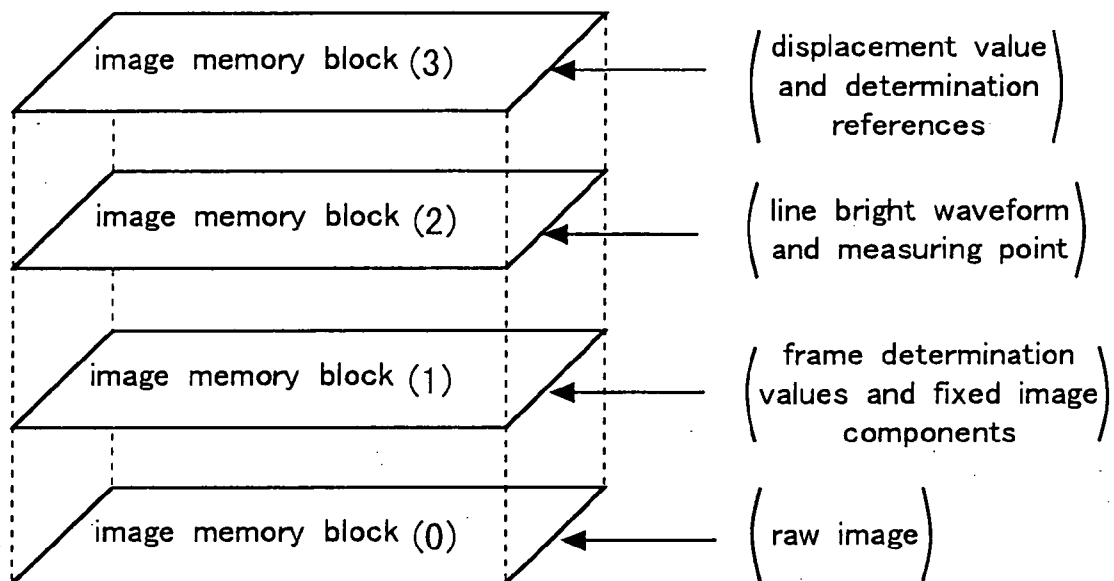 image memory block (3)
(displacement value
and determination
references)
image memory block (2)
(line bright waveform
and measuring point)
image memory block (1)
(frame determination
values and fixed image
components)
image memory block (0)
(raw image)